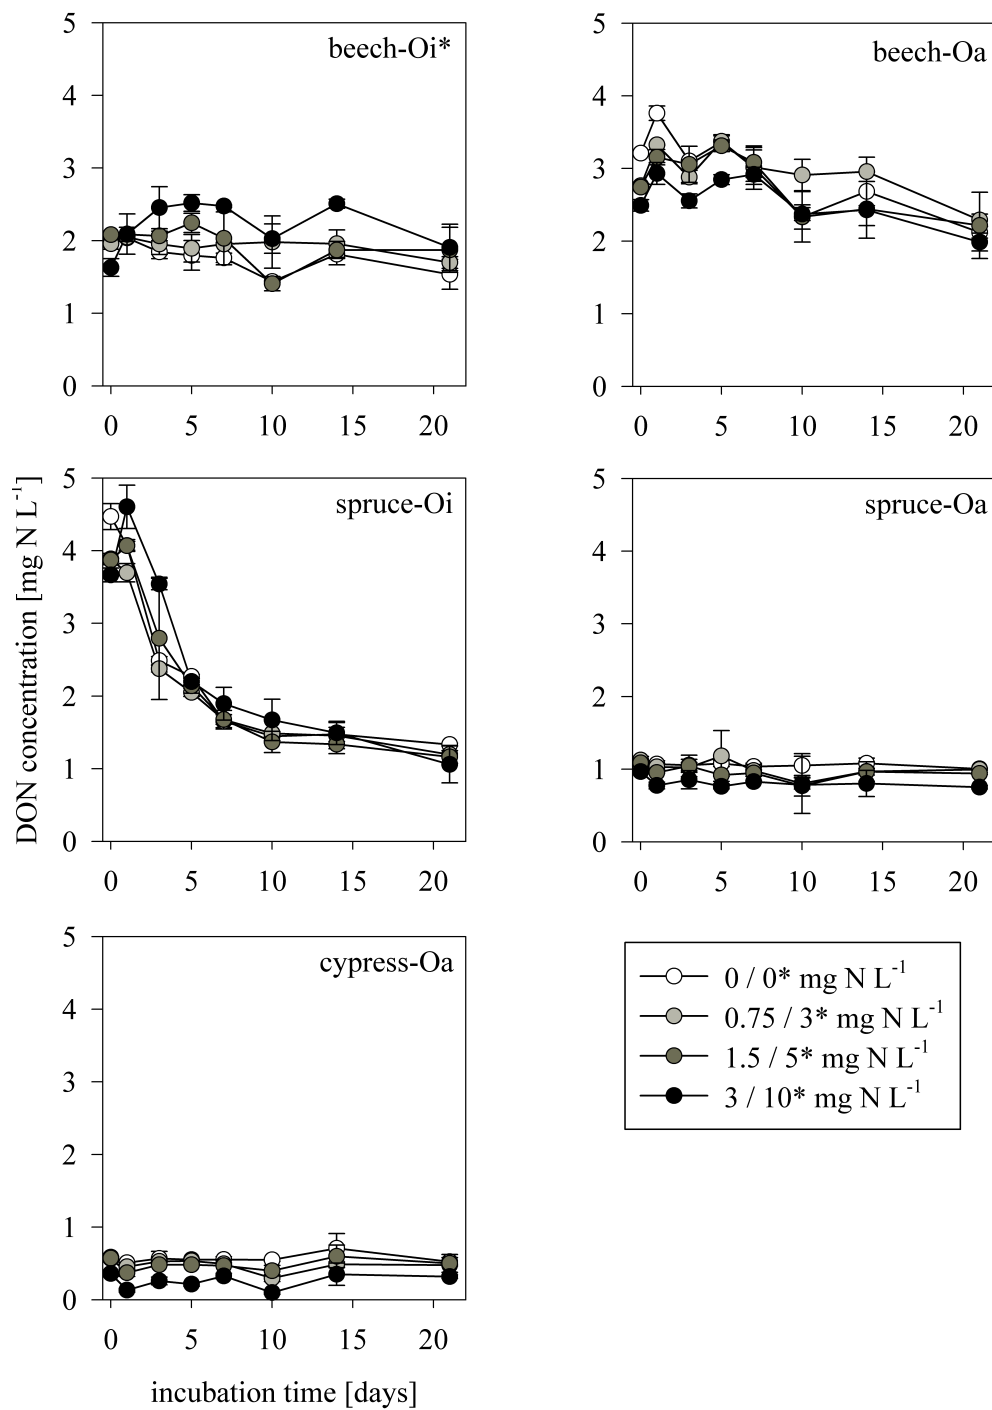 beech-Oi*
5
4
3
2
1
0
0 5 10 15 20
beech-Oa
5
4
3
2
1
0
0 5 10 15 20
DON concentration [mg N L⁻¹]
spruce-Oi
5
4
3
2
1
0
0 5 10 15 20
spruce-Oa
5
4
3
2
1
0
0 5 10 15 20
cypress-Oa
5
4
3
2
1
0
0 5 10 15 20
incubation time [days]
0 / 0* mg N L⁻¹
0.75 / 3* mg N L⁻¹
1.5 / 5* mg N L⁻¹
3 / 10* mg N L⁻¹